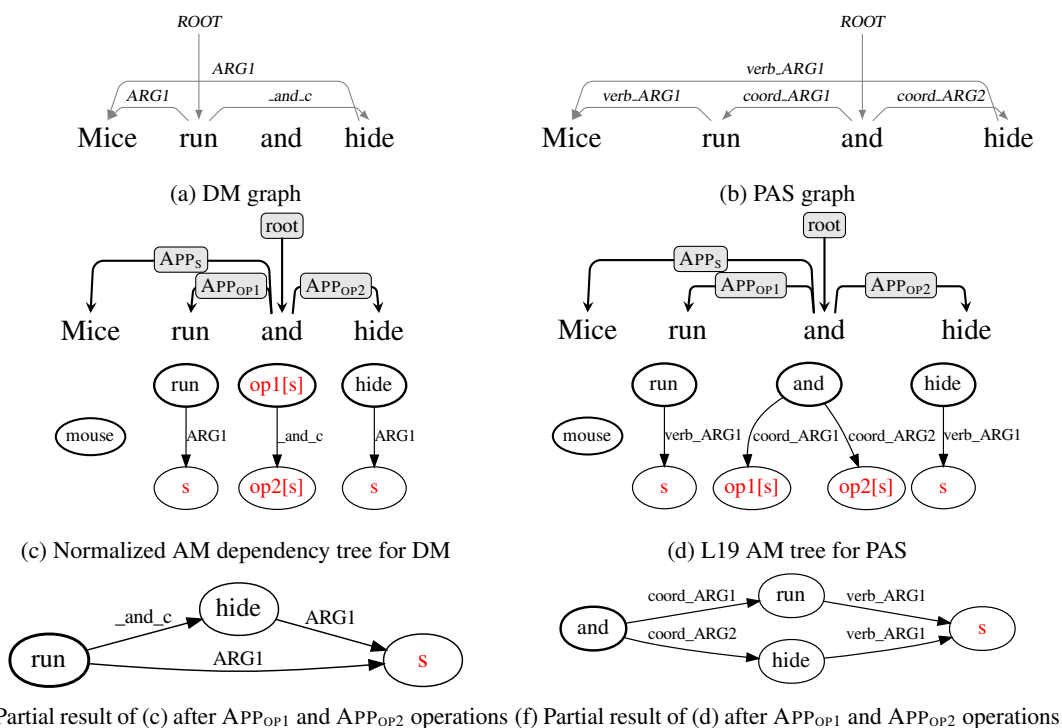 ROOT ROOT
ARG1 verb_ARG1
ARG1 _and_c verb_ARG1 coord_ARG1 coord_ARG2
Mice run and hide Mice run and hide
(a) DM graph (b) PAS graph
root root
APPS APPS
APPOP1 APPOP2 APPOP1 APPOP2
Mice run and hide Mice run and hide
run op1[s] hide run and hide
mouse ARG1 _and_c ARG1 mouse verb_ARG1 coord_ARG1 coord_ARG2 verb_ARG1
s op2[s] s s op1[s] op2[s] s
(c) Normalized AM dependency tree for DM (d) L19 AM tree for PAS
_and_c hide ARG1 coord_ARG1 run verb_ARG1
run ARG1 s and coord_ARG2 hide verb_ARG1 s
Partial result of (c) after APPOP1 and APPOP2 operations (f) Partial result of (d) after APPOP1 and APPOP2 operations